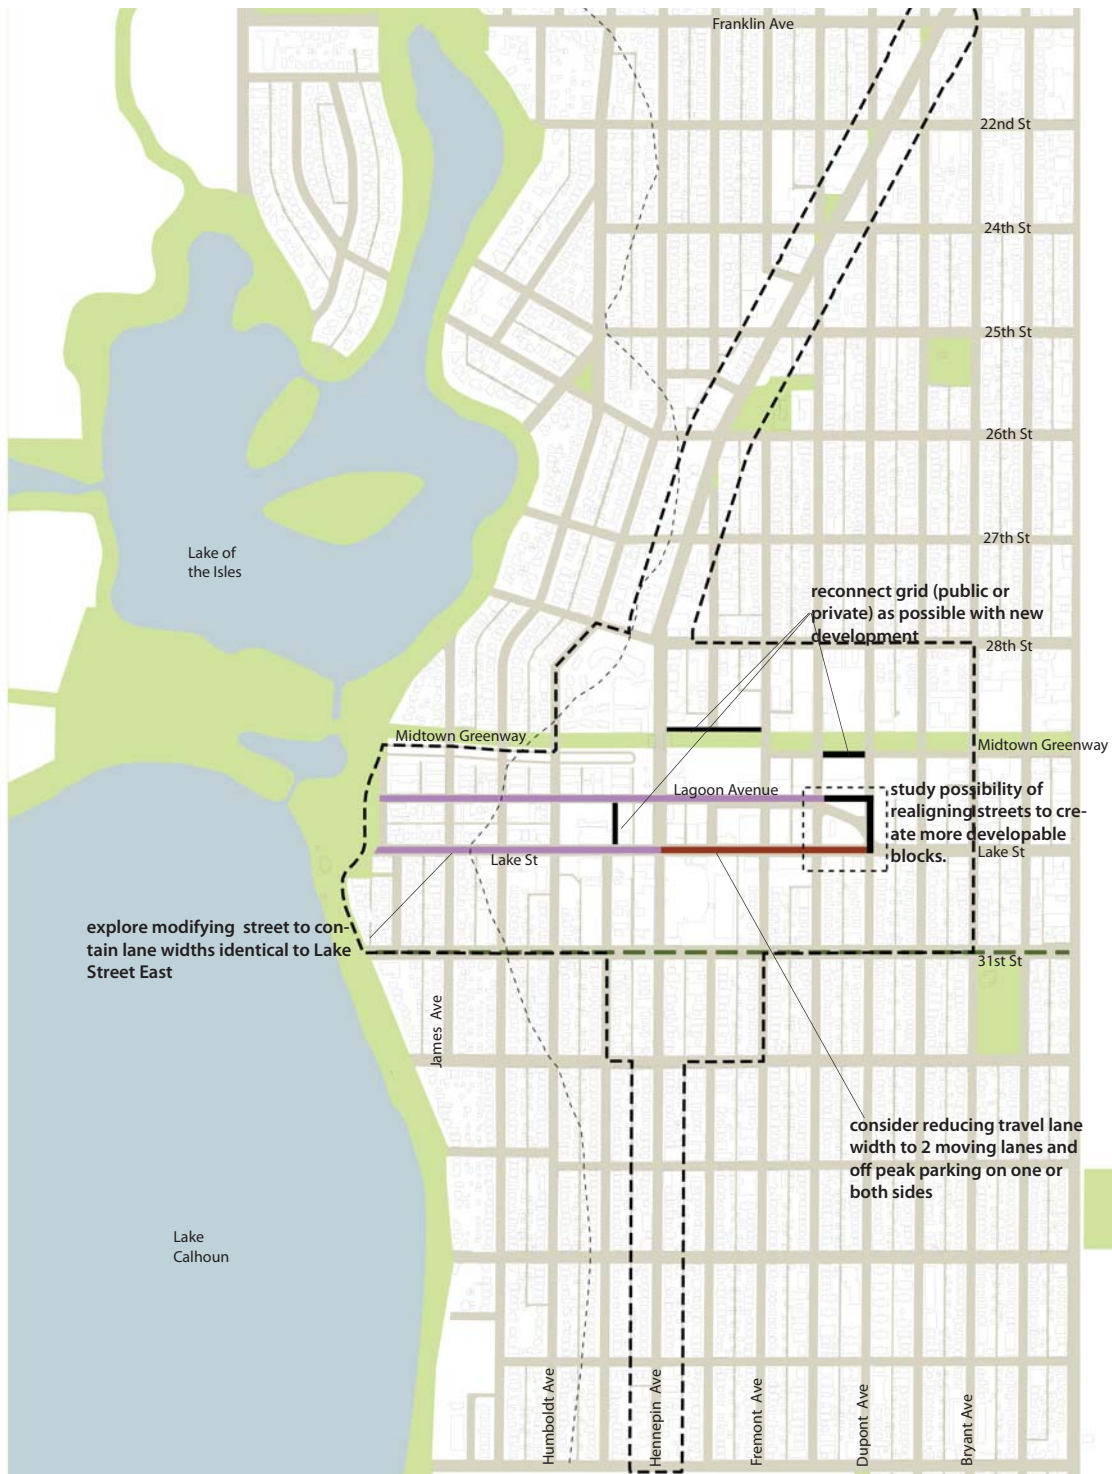 Franklin Ave
22nd St
24th St
25th St
26th St
27th St
Lake of
the Isles
reconnect grid (public or
private) as possible with new
development
28th St
Midtown Greenway
Midtown Greenway
Lagoon Avenue
study possibility of
realigning streets to cre-
ate more developable
blocks.
Lake St
Lake St
explore modifying street to con-
tain lane widths identical to Lake
Street East
31st St
James Ave
consider reducing travel lane
width to 2 moving lanes and
off peak parking on one or
both sides
Lake
Calhoun
Humboldt Ave
Hennepin Ave
Fremont Ave
Dupont Ave
Bryant Ave